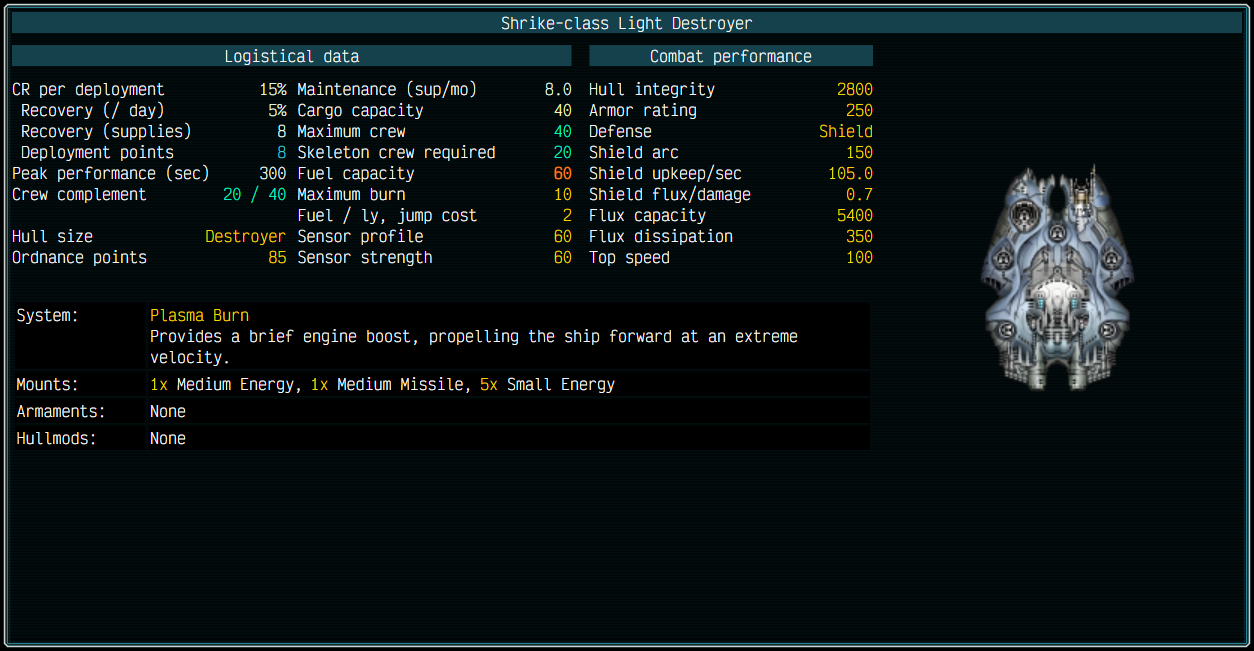 Shrike-class Light Destroyer
Logistical data
CR per deployment 15% Maintenance (sup/mo) 8.0
Recovery (/ day) 5% Cargo capacity 40
Recovery (supplies) 8 Maximum crew 40
Deployment points 8 Skeleton crew required 20
Peak performance (sec) 300 Fuel capacity 60
Crew complement 20 / 40 Maximum burn 10
Fuel / ly, jump cost 2
Hull size Destroyer Sensor profile 60
Ordnance points 85 Sensor strength 60
Combat performance
Hull integrity 2800
Armor rating 250
Defense Shield
Shield arc 150
Shield upkeep/sec 105.0
Shield flux/damage 0.7
Flux capacity 5400
Flux dissipation 350
Top speed 100
System: Plasma Burn
Provides a brief engine boost, propelling the ship forward at an extreme
velocity.
Mounts: 1x Medium Energy, 1x Medium Missile, 5x Small Energy
Armaments: None
Hullmods: None